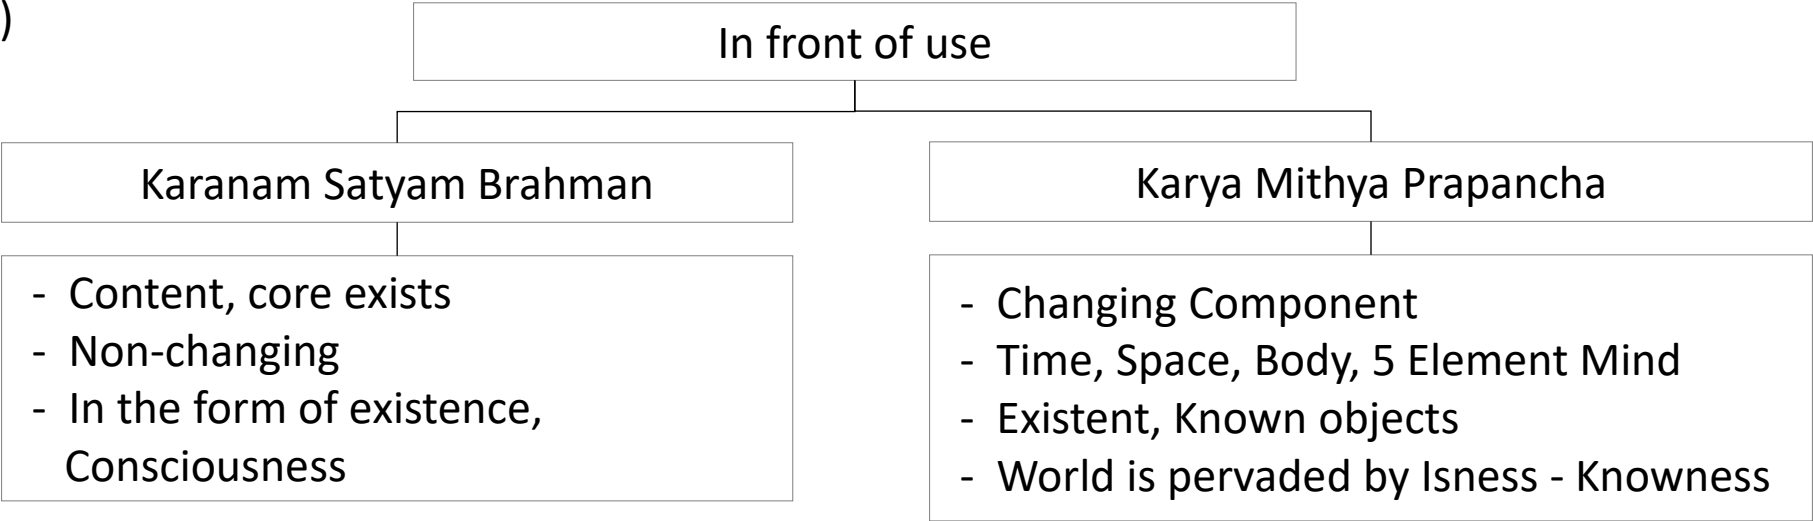 )
In front of use
Karanam Satyam Brahman
Karya Mithya Prapancha
- Content, core exists
- Non-changing
- In the form of existence,
Consciousness
- Changing Component
- Time, Space, Body, 5 Element Mind
- Existent, Known objects
- World is pervaded by Isness - Knowness